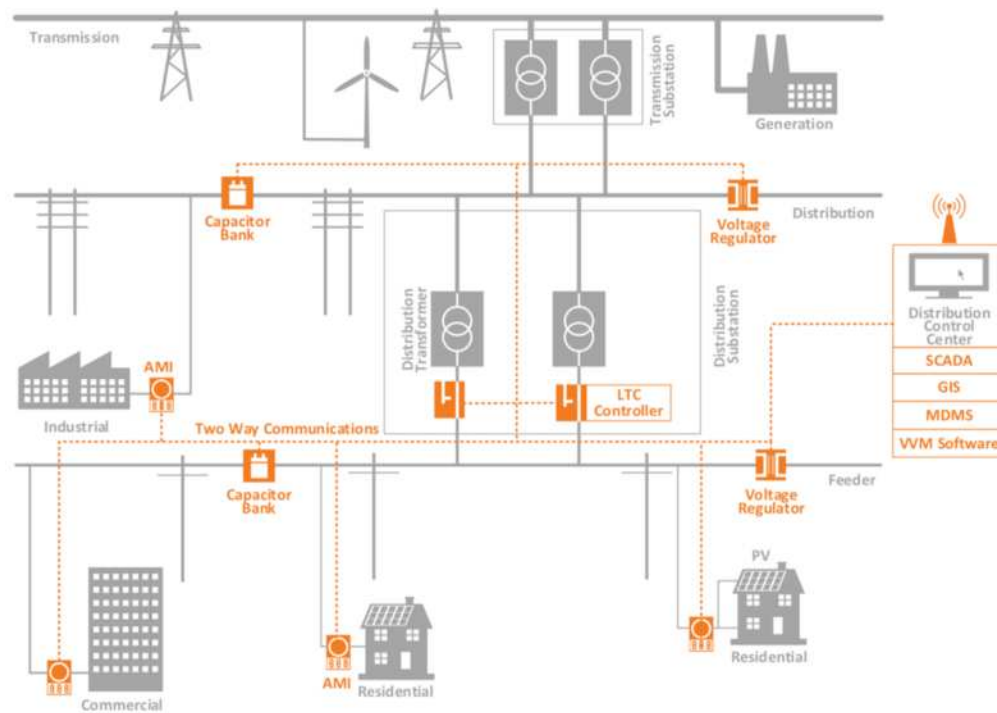 Transmission
Transmission
Substation
Generation
Capacitor
Bank
Voltage
Regulator
Distribution
Distribution
Transformer
Distribution
Substation
Distribution
Control
Center
SCADA
GIS
MDMS
VVM Software
AMI
Industrial
LTC
Controller
Two Way Communications
Capacitor
Bank
Voltage
Regulator
Feeder
PV
Commercial
AMI
Residential
Residential